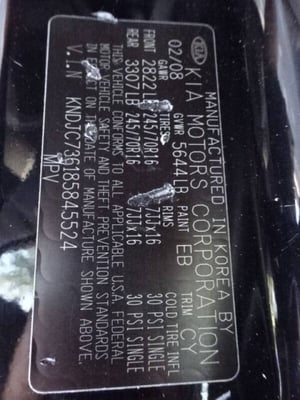 MANUFACTURED IN KOREA BY
KIA MOTORS CORPORATION
KIA
02/08 GVWR 5644LB PAINT EB TRIM CY
GAWR TIRES RIMS COLD TIRE INFL
FRONT 2822LB 245/70R16 7JJx16 30 PSI SINGLE
REAR 3307LB 245/70R16 7JJx16 30 PSI SINGLE
THIS VEHICLE CONFORMS TO ALL APPLICABLE U.S.A. FEDERAL
MOTOR VEHICLE SAFETY AND THEFT PREVENTION STANDARDS
IN EFFECT ON THE DATE OF MANUFACTURE SHOWN ABOVE.
V.I.N KNDJC736185845524
MPV